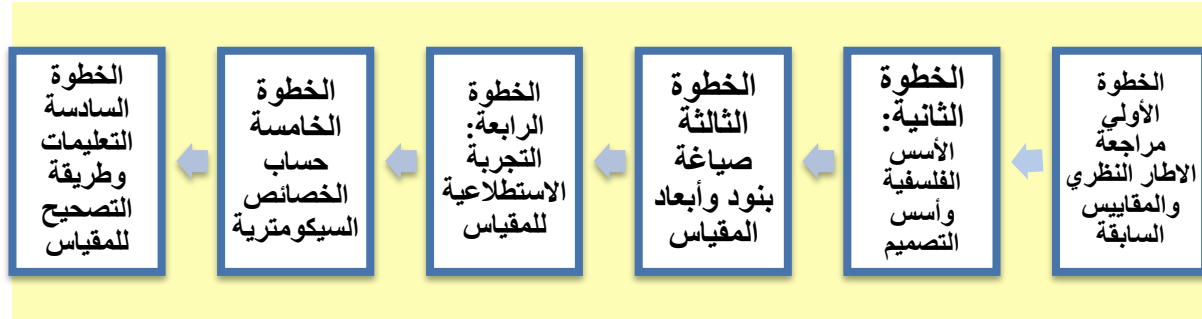 الخطوة
الأولي
مراجعة
الاطار النظري
والمقاييس
السابقة
الخطوة
الثانية:
الأسس
الفلسفية
وأسس
التصميم
الخطوة
الثالثة
صياغة
بنود وأبعاد
المقياس
الخطوة
الرابعة:
التجربة
الاستطلاعية
للمقياس
الخطوة
الخامسة
حساب
الخصائص
السيكومترية
الخطوة
السادسة
التعليمات
وطريقة
التصحيح
للمقياس